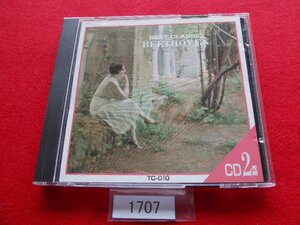 BEST CLASSIC
BEETHOVEN
TC-010
CD2
1707